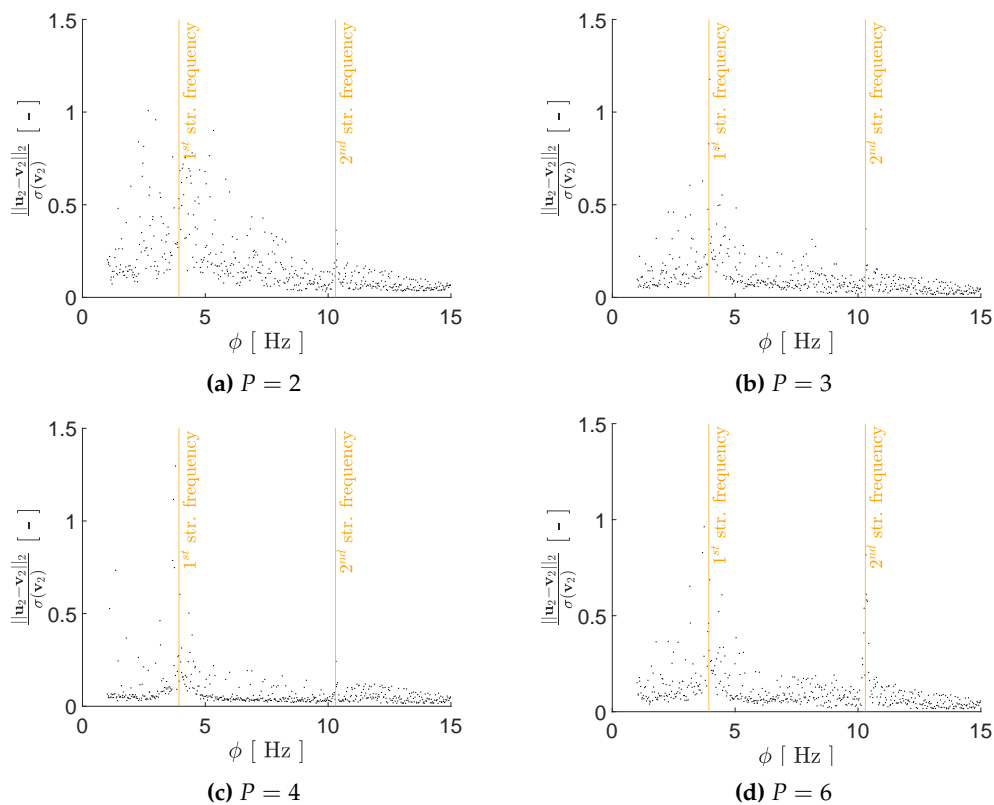 1.5
1
0.5
0
||u₂−v₂||₂ / σ(v₂) [ - ]
1ˢᵗ str. frequency
2ⁿᵈ str. frequency
0 5 10 15
ϕ [ Hz ]
(a) P = 2
1.5
1
0.5
0
||u₂−v₂||₂ / σ(v₂) [ - ]
1ˢᵗ str. frequency
2ⁿᵈ str. frequency
0 5 10 15
ϕ [ Hz ]
(b) P = 3
1.5
1
0.5
0
||u₂−v₂||₂ / σ(v₂) [ - ]
1ˢᵗ str. frequency
2ⁿᵈ str. frequency
0 5 10 15
ϕ [ Hz ]
(c) P = 4
1.5
1
0.5
0
||u₂−v₂||₂ / σ(v₂) [ - ]
1ˢᵗ str. frequency
2ⁿᵈ str. frequency
0 5 10 15
ϕ [ Hz ]
(d) P = 6